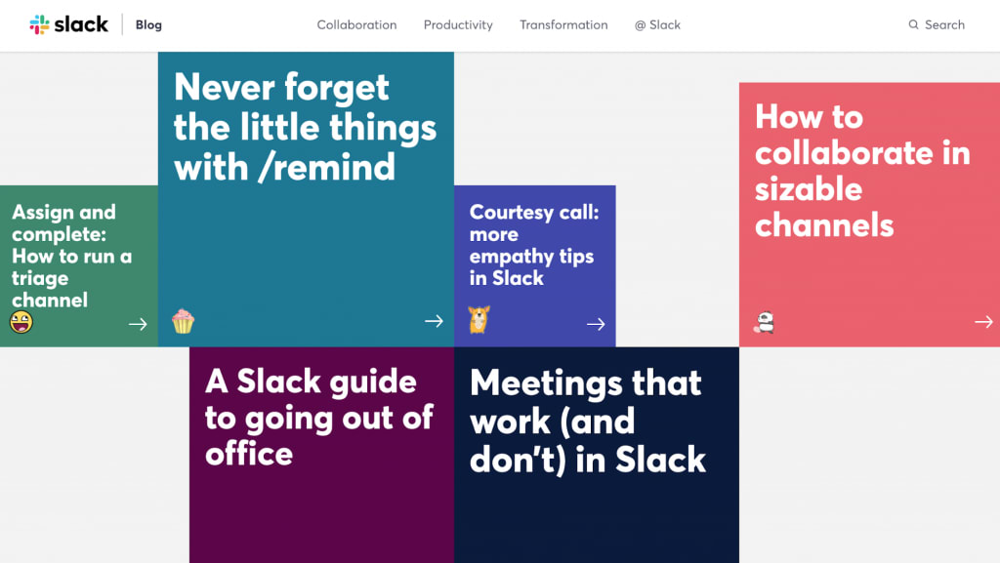 slack Blog Collaboration Productivity Transformation @ Slack Search
Never forget
the little things
with /remind
How to
collaborate in
sizable
channels
Assign and
complete:
How to run a
triage
channel
Courtesy call:
more
empathy tips
in Slack
A Slack guide
to going out of
office
Meetings that
work (and
don't) in Slack